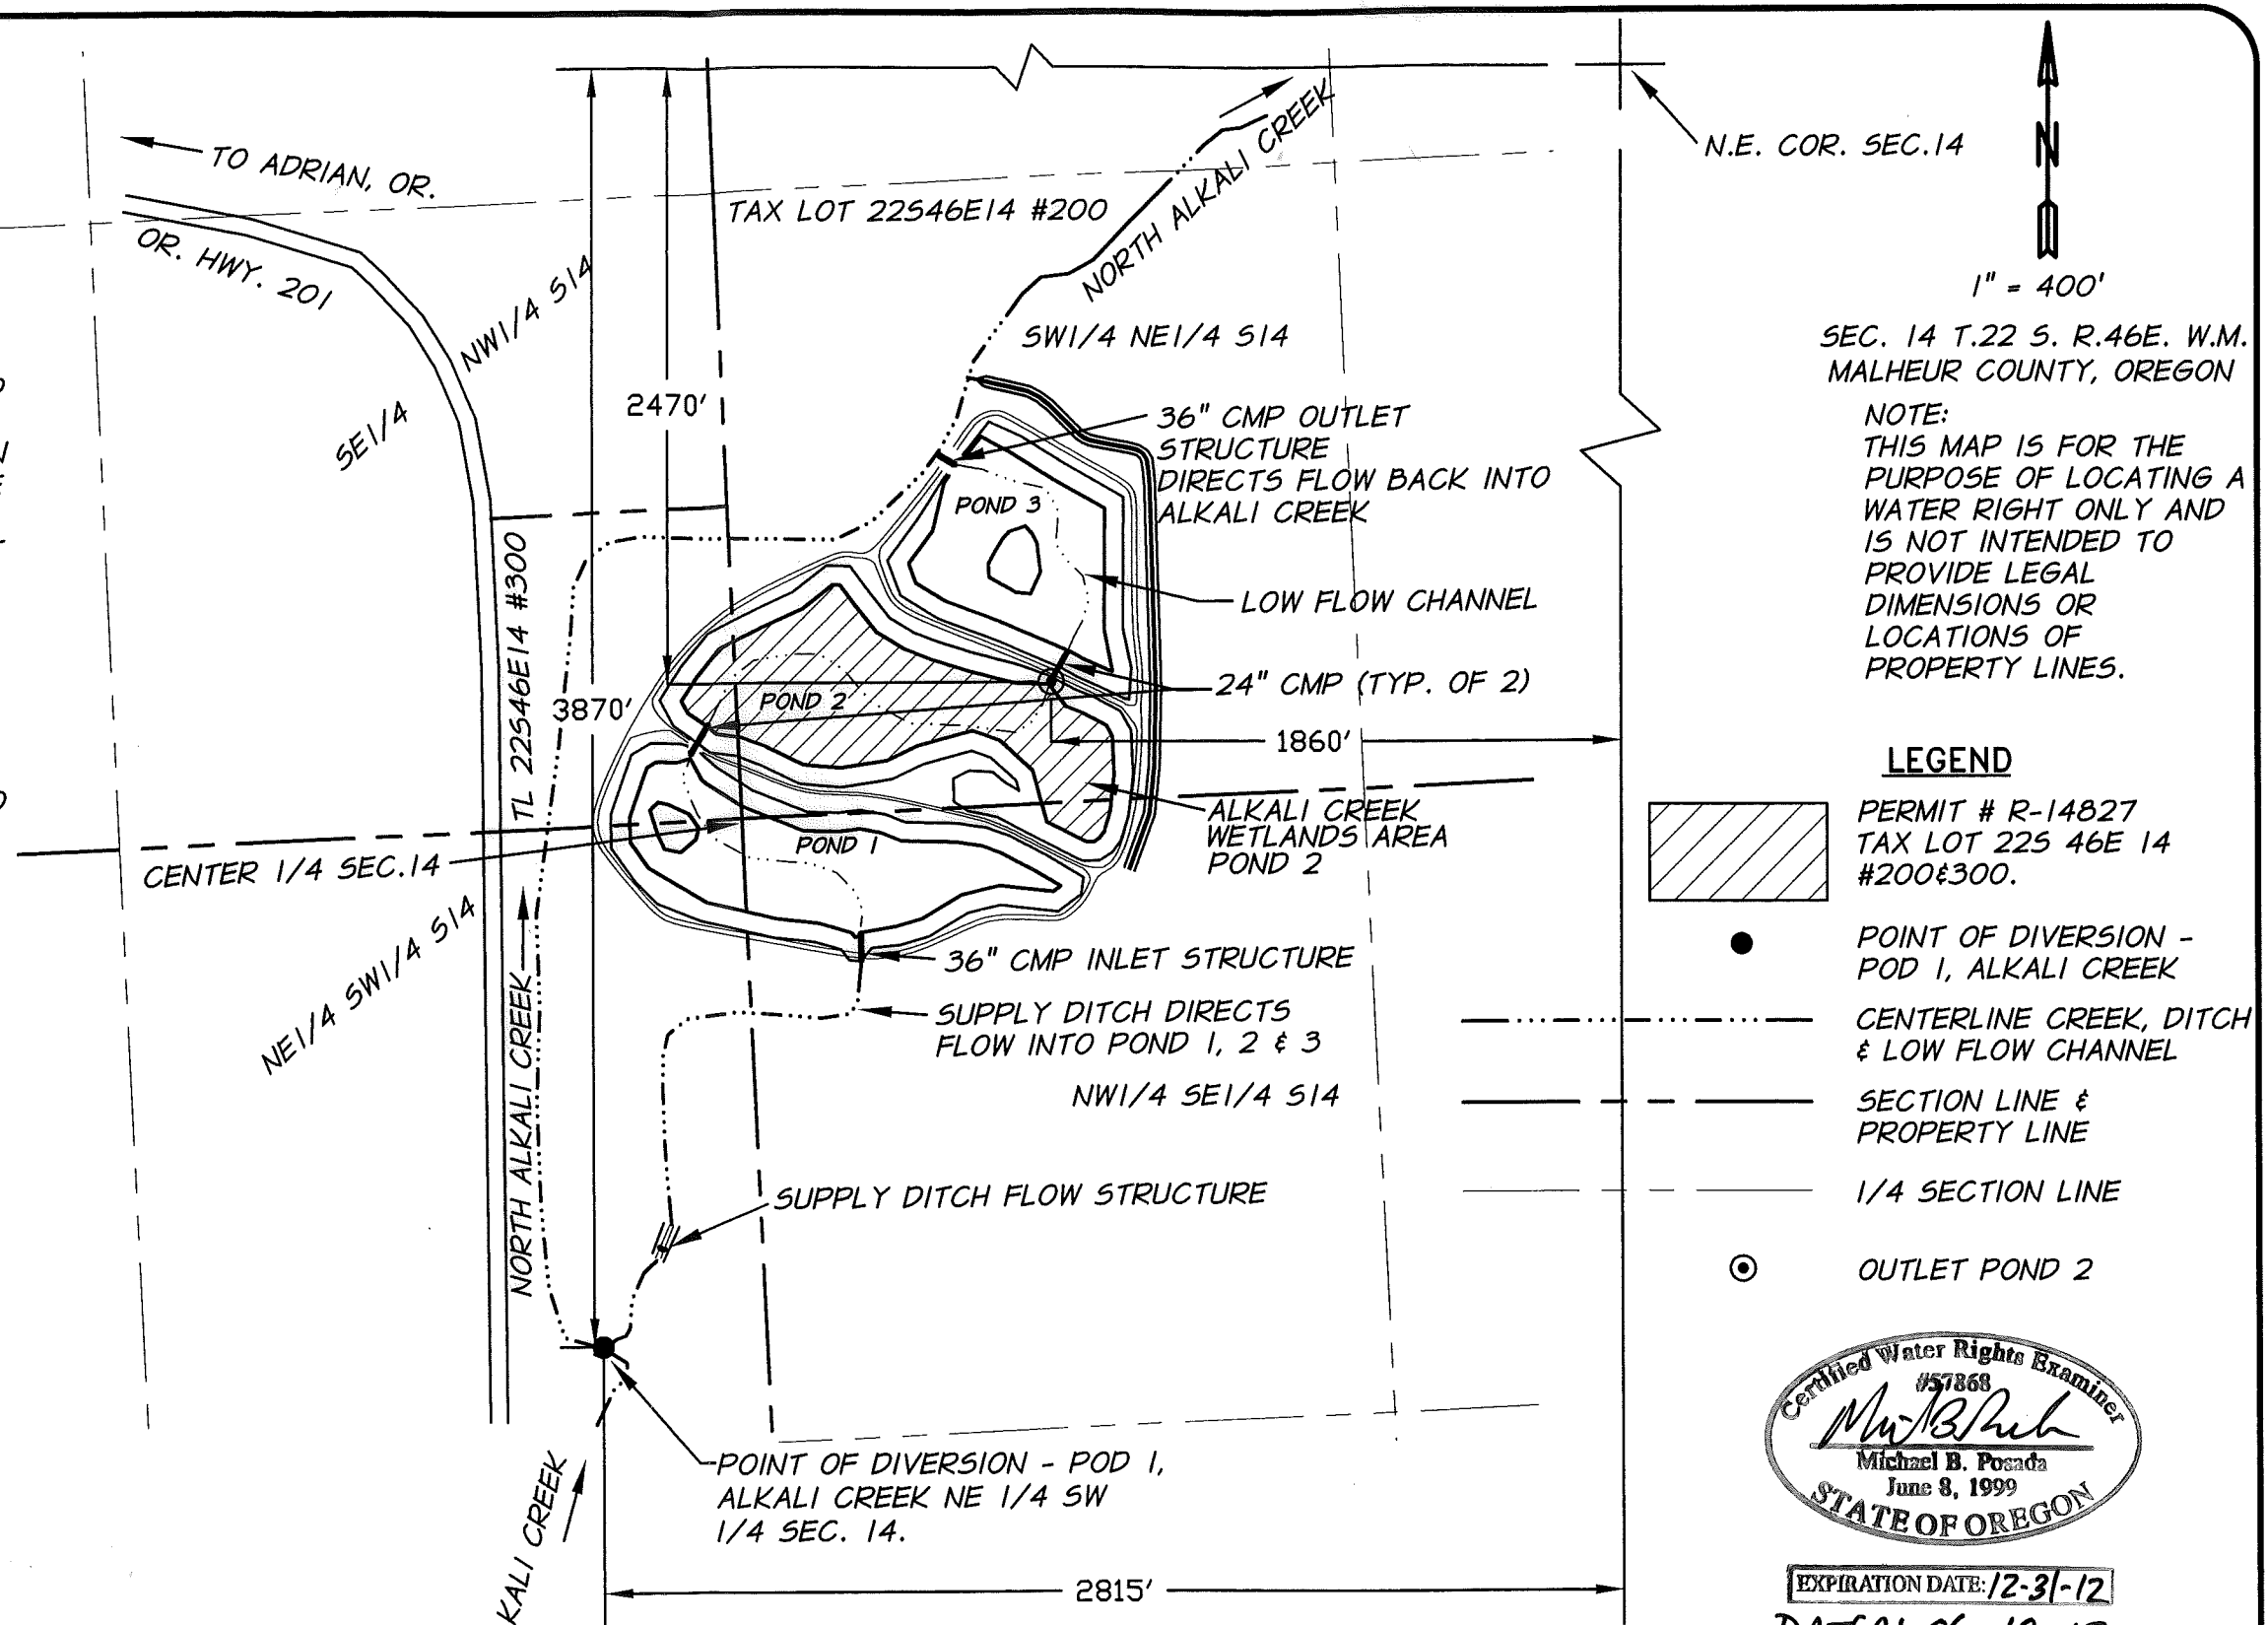 TO ADRIAN, OR.
OR. HWY. 201
NW1/4 S14
SE1/4
TAX LOT 22S46E14 #200
NORTH ALKALI CREEK
SW1/4 NE1/4 S14
N.E. COR. SEC.14
N
1" = 400'
SEC. 14 T.22 S. R.46E. W.M.
MALHEUR COUNTY, OREGON
NOTE:
THIS MAP IS FOR THE
PURPOSE OF LOCATING A
WATER RIGHT ONLY AND
IS NOT INTENDED TO
PROVIDE LEGAL
DIMENSIONS OR
LOCATIONS OF
PROPERTY LINES.
2470'
36" CMP OUTLET
STRUCTURE
DIRECTS FLOW BACK INTO
ALKALI CREEK
POND 3
LOW FLOW CHANNEL
TL 22S46E14 #300
3870'
POND 2
24" CMP (TYP. OF 2)
1860'
ALKALI CREEK
WETLANDS AREA
POND 2
POND 1
CENTER 1/4 SEC.14
NE1/4 SW1/4 S14
NORTH ALKALI CREEK
36" CMP INLET STRUCTURE
SUPPLY DITCH DIRECTS
FLOW INTO POND 1, 2 & 3
NW1/4 SE1/4 S14
SUPPLY DITCH FLOW STRUCTURE
POINT OF DIVERSION - POD 1,
ALKALI CREEK NE 1/4 SW
1/4 SEC. 14.
KALI CREEK
2815'
LEGEND
PERMIT # R-14827
TAX LOT 22S 46E 14
#200&300.
POINT OF DIVERSION -
POD 1, ALKALI CREEK
CENTERLINE CREEK, DITCH
& LOW FLOW CHANNEL
SECTION LINE &
PROPERTY LINE
1/4 SECTION LINE
OUTLET POND 2
Certified Water Rights Examiner
#57868
Michael B. Posada
June 8, 1999
STATE OF OREGON
EXPIRATION DATE: 12-31-12